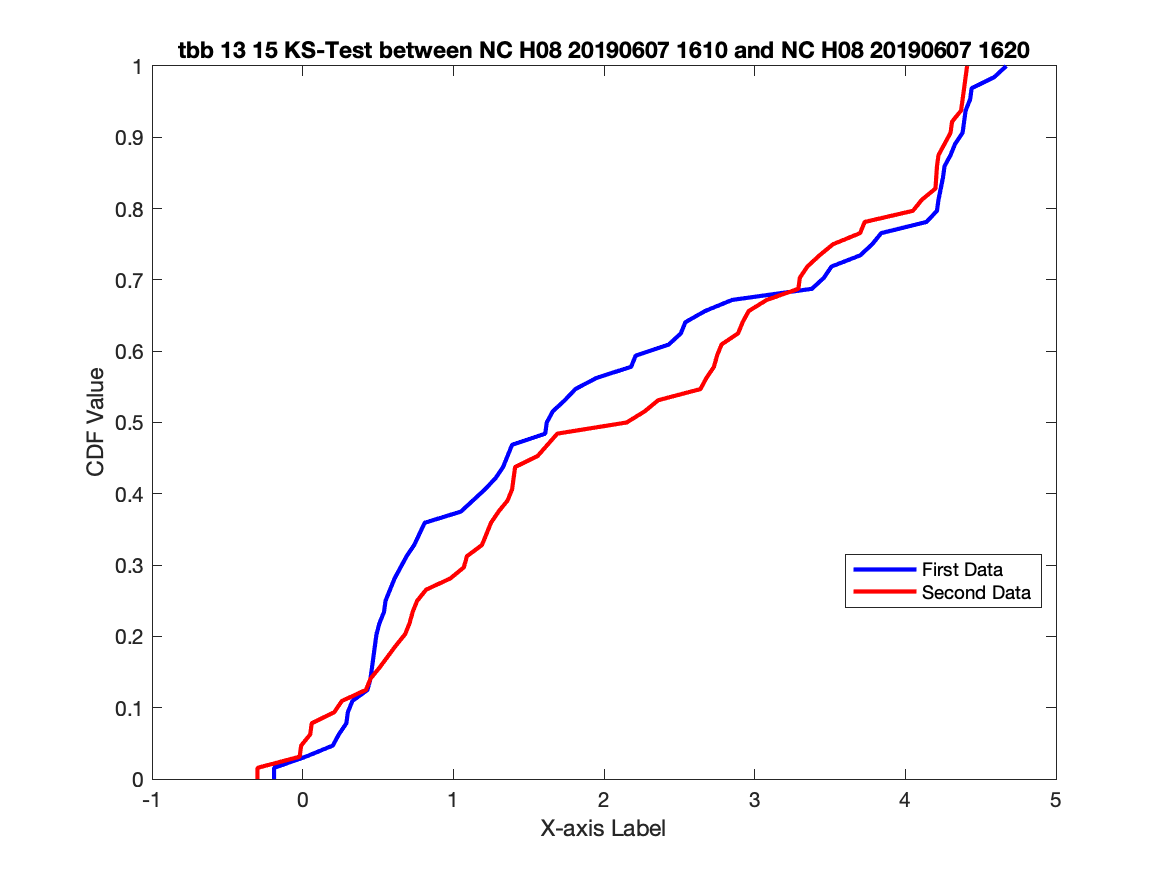 tbb 13 15 KS-Test between NC H08 20190607 1610 and NC H08 20190607 1620
1
0.9
0.8
0.7
0.6
0.5
0.4
0.3
0.2
0.1
0
CDF Value
First Data
Second Data
-1 0 1 2 3 4 5
X-axis Label